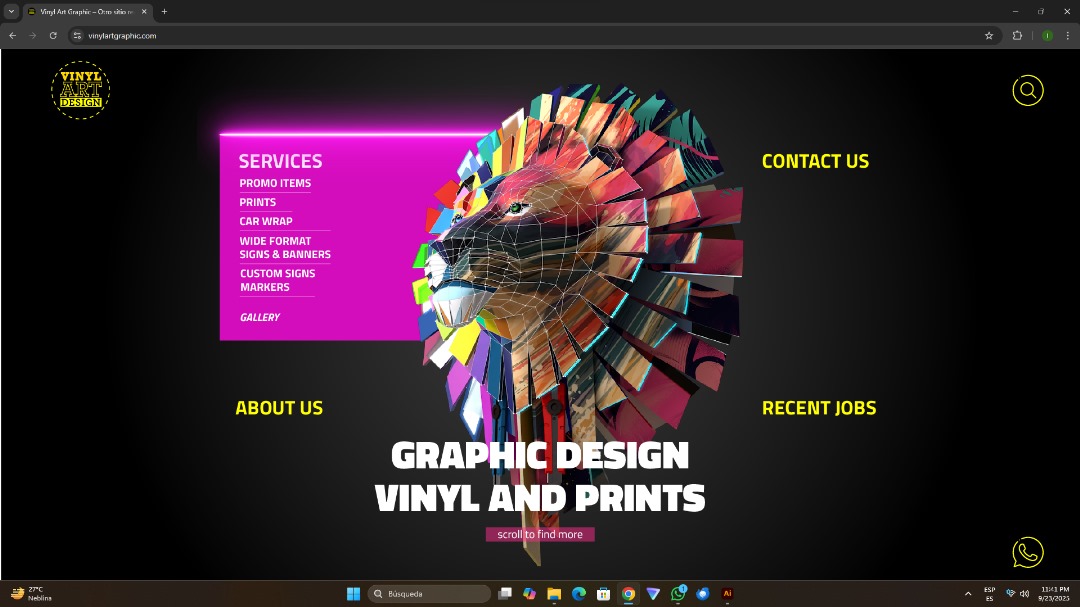 Vinyl Art Graphic – Otro sitio re
vinylartgraphic.com
VINYL
ART
DESIGN
SERVICES
PROMO ITEMS
PRINTS
CAR WRAP
WIDE FORMAT
SIGNS & BANNERS
CUSTOM SIGNS
MARKERS
GALLERY
CONTACT US
ABOUT US
RECENT JOBS
GRAPHIC DESIGN
VINYL AND PRINTS
scroll to find more
27°C
Neblina
Búsqueda
Ai
ESP
ES
11:41 PM
9/23/2025